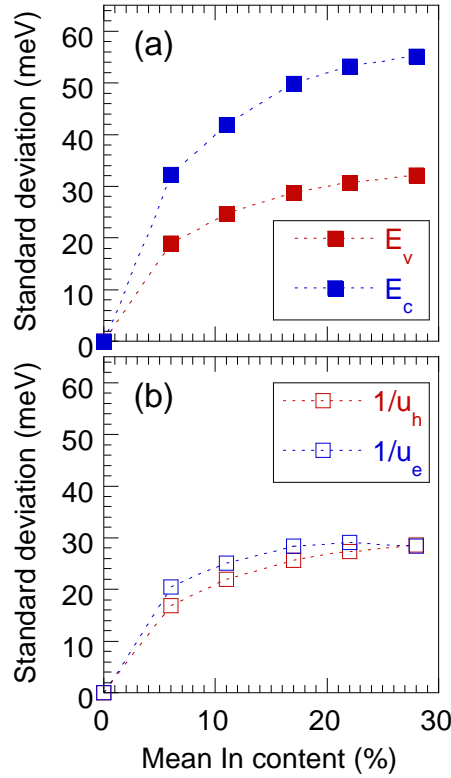 (a)
Standard deviation (meV)
60
50
40
30
20
10
0
E_v
E_c
(b)
Standard deviation (meV)
60
50
40
30
20
10
0
1/u_h
1/u_e
0 10 20 30
Mean In content (%)